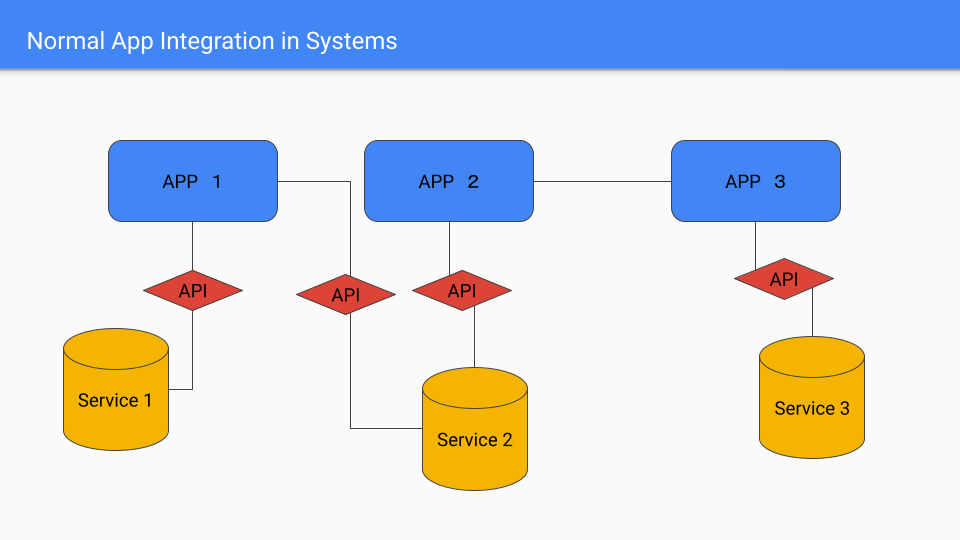 Normal App Integration in Systems
APP 1
APP 2
APP 3
API
API
API
API
Service 1
Service 2
Service 3